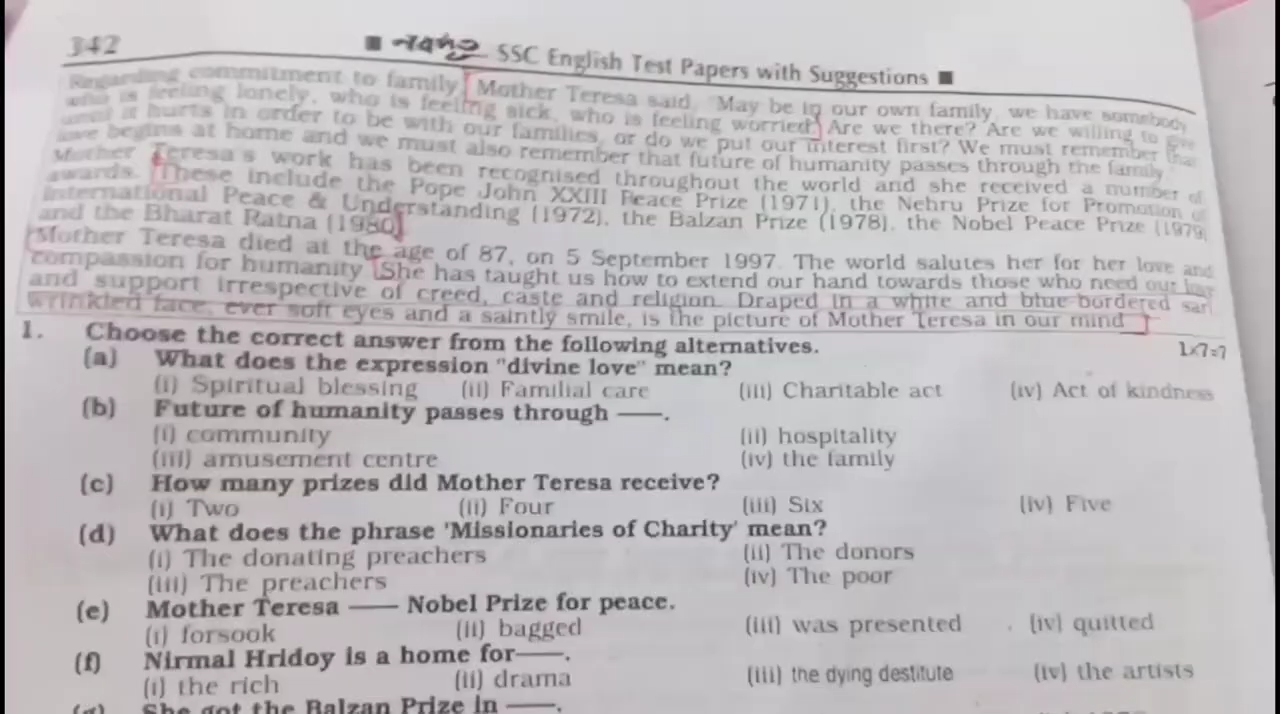 342
■ নবদূত SSC English Test Papers with Suggestions ■
Regarding commitment to family, Mother Teresa said, 'May be in our own family, we have somebody
who is feeling lonely, who is feeling sick, who is feeling worried. Are we there? Are we willing to give
until it hurts in order to be with our families, or do we put our interest first? We must remember that
love begins at home and we must also remember that future of humanity passes through the family.
Mother Teresa's work has been recognised throughout the world and she received a number of
awards. These include the Pope John XXIII Peace Prize (1971), the Nehru Prize for Promotion of
International Peace & Understanding (1972), the Balzan Prize (1978), the Nobel Peace Prize (1979)
and the Bharat Ratna (1980).
Mother Teresa died at the age of 87, on 5 September 1997. The world salutes her for her love and
compassion for humanity. She has taught us how to extend our hand towards those who need our love
and support irrespective of creed, caste and religion. Draped in a white and blue bordered sari,
wrinkled face, ever soft eyes and a saintly smile, is the picture of Mother Teresa in our mind.
1. Choose the correct answer from the following alternatives. 1×7=7
(a) What does the expression "divine love" mean?
(i) Spiritual blessing (ii) Familial care (iii) Charitable act (iv) Act of kindness
(b) Future of humanity passes through ——.
(i) community (ii) hospitality
(iii) amusement centre (iv) the family
(c) How many prizes did Mother Teresa receive?
(i) Two (ii) Four (iii) Six (iv) Five
(d) What does the phrase 'Missionaries of Charity' mean?
(i) The donating preachers (ii) The donors
(iii) The preachers (iv) The poor
(e) Mother Teresa —— Nobel Prize for peace.
(i) forsook (ii) bagged (iii) was presented (iv) quitted
(f) Nirmal Hridoy is a home for——.
(i) the rich (ii) drama (iii) the dying destitute (iv) the artists
(g) She got the Balzan Prize in ——.